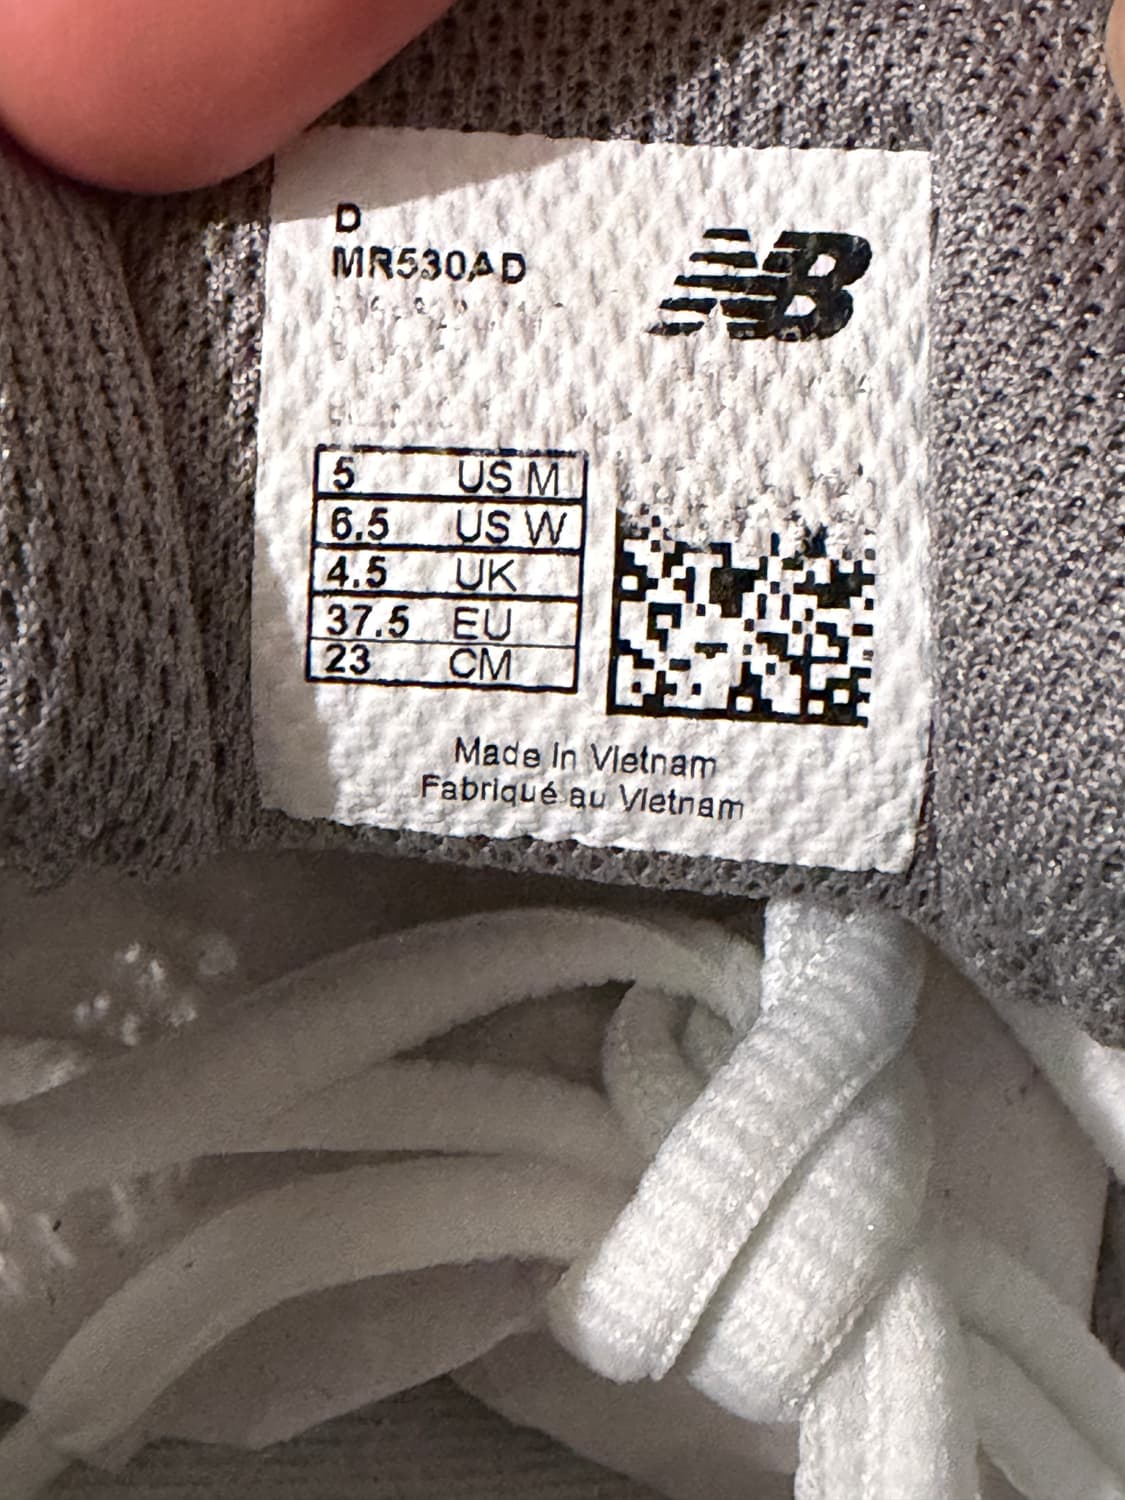 D
MR530AD
NB
5 US M
6.5 US W
4.5 UK
37.5 EU
23 CM
Made In Vietnam
Fabriqué au Vietnam